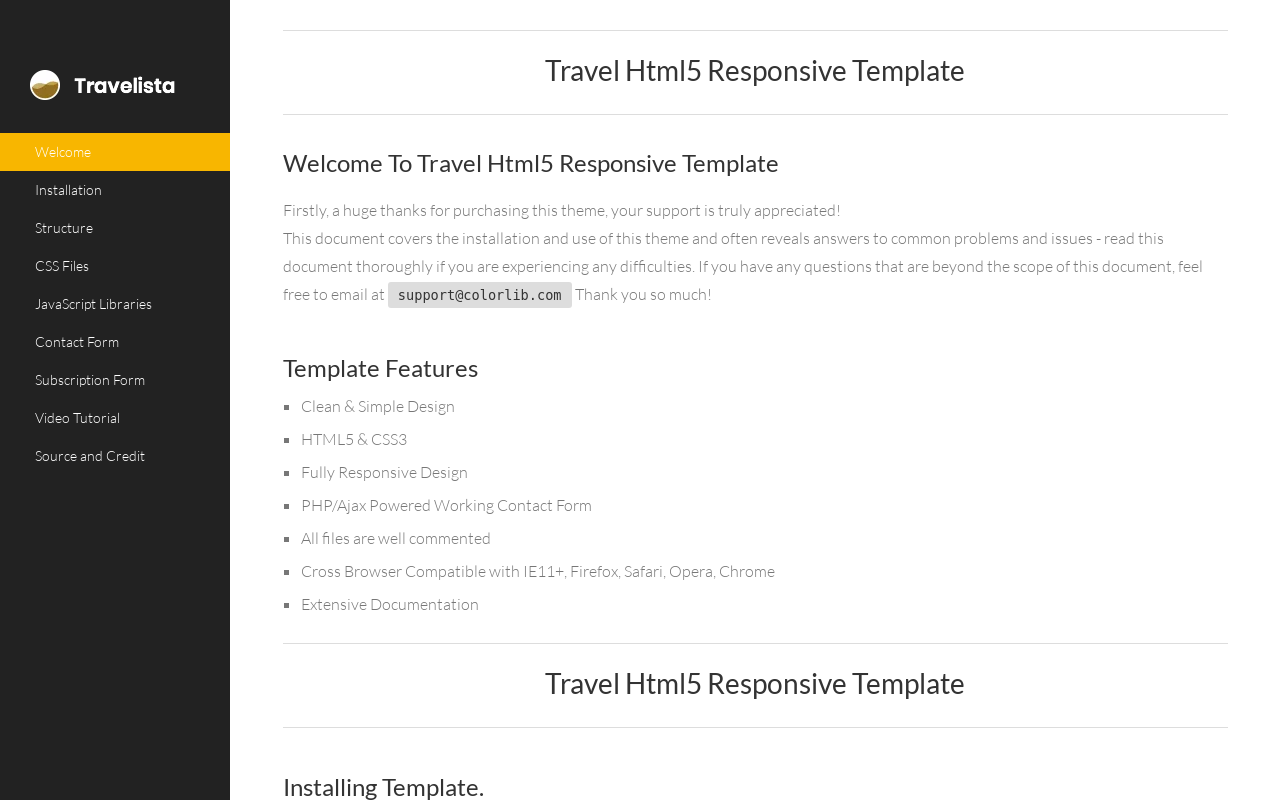 Travelista
Welcome
Installation
Structure
CSS Files
JavaScript Libraries
Contact Form
Subscription Form
Video Tutorial
Source and Credit
Travel Html5 Responsive Template
Welcome To Travel Html5 Responsive Template
Firstly, a huge thanks for purchasing this theme, your support is truly appreciated!
This document covers the installation and use of this theme and often reveals answers to common problems and issues - read this
document thoroughly if you are experiencing any difficulties. If you have any questions that are beyond the scope of this document, feel
free to email at support@colorlib.com Thank you so much!
Template Features
Clean & Simple Design
HTML5 & CSS3
Fully Responsive Design
PHP/Ajax Powered Working Contact Form
All files are well commented
Cross Browser Compatible with IE11+, Firefox, Safari, Opera, Chrome
Extensive Documentation
Travel Html5 Responsive Template
Installing Template.